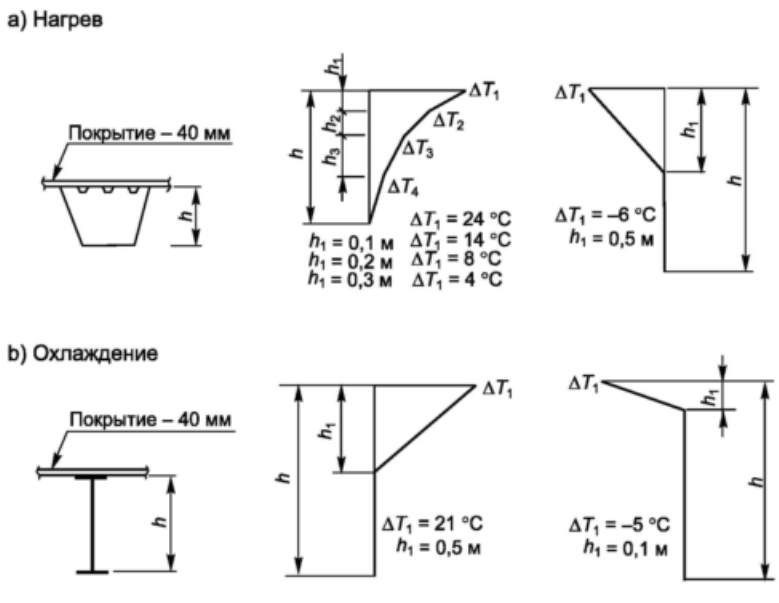 а) Нагрев
Покрытие – 40 мм
h
h
h₁
h₂
h₃
ΔT₁
ΔT₂
ΔT₃
ΔT₄
h₁ = 0,1 м ΔT₁ = 24 °C
h₁ = 0,2 м ΔT₁ = 14 °C
h₁ = 0,3 м ΔT₁ = 8 °C
ΔT₁ = 4 °C
ΔT₁
h₁
h
ΔT₁ = –6 °C
h₁ = 0,5 м
b) Охлаждение
Покрытие – 40 мм
h
h
h₁
ΔT₁
ΔT₁ = 21 °C
h₁ = 0,5 м
ΔT₁
h₁
h
ΔT₁ = –5 °C
h₁ = 0,1 м